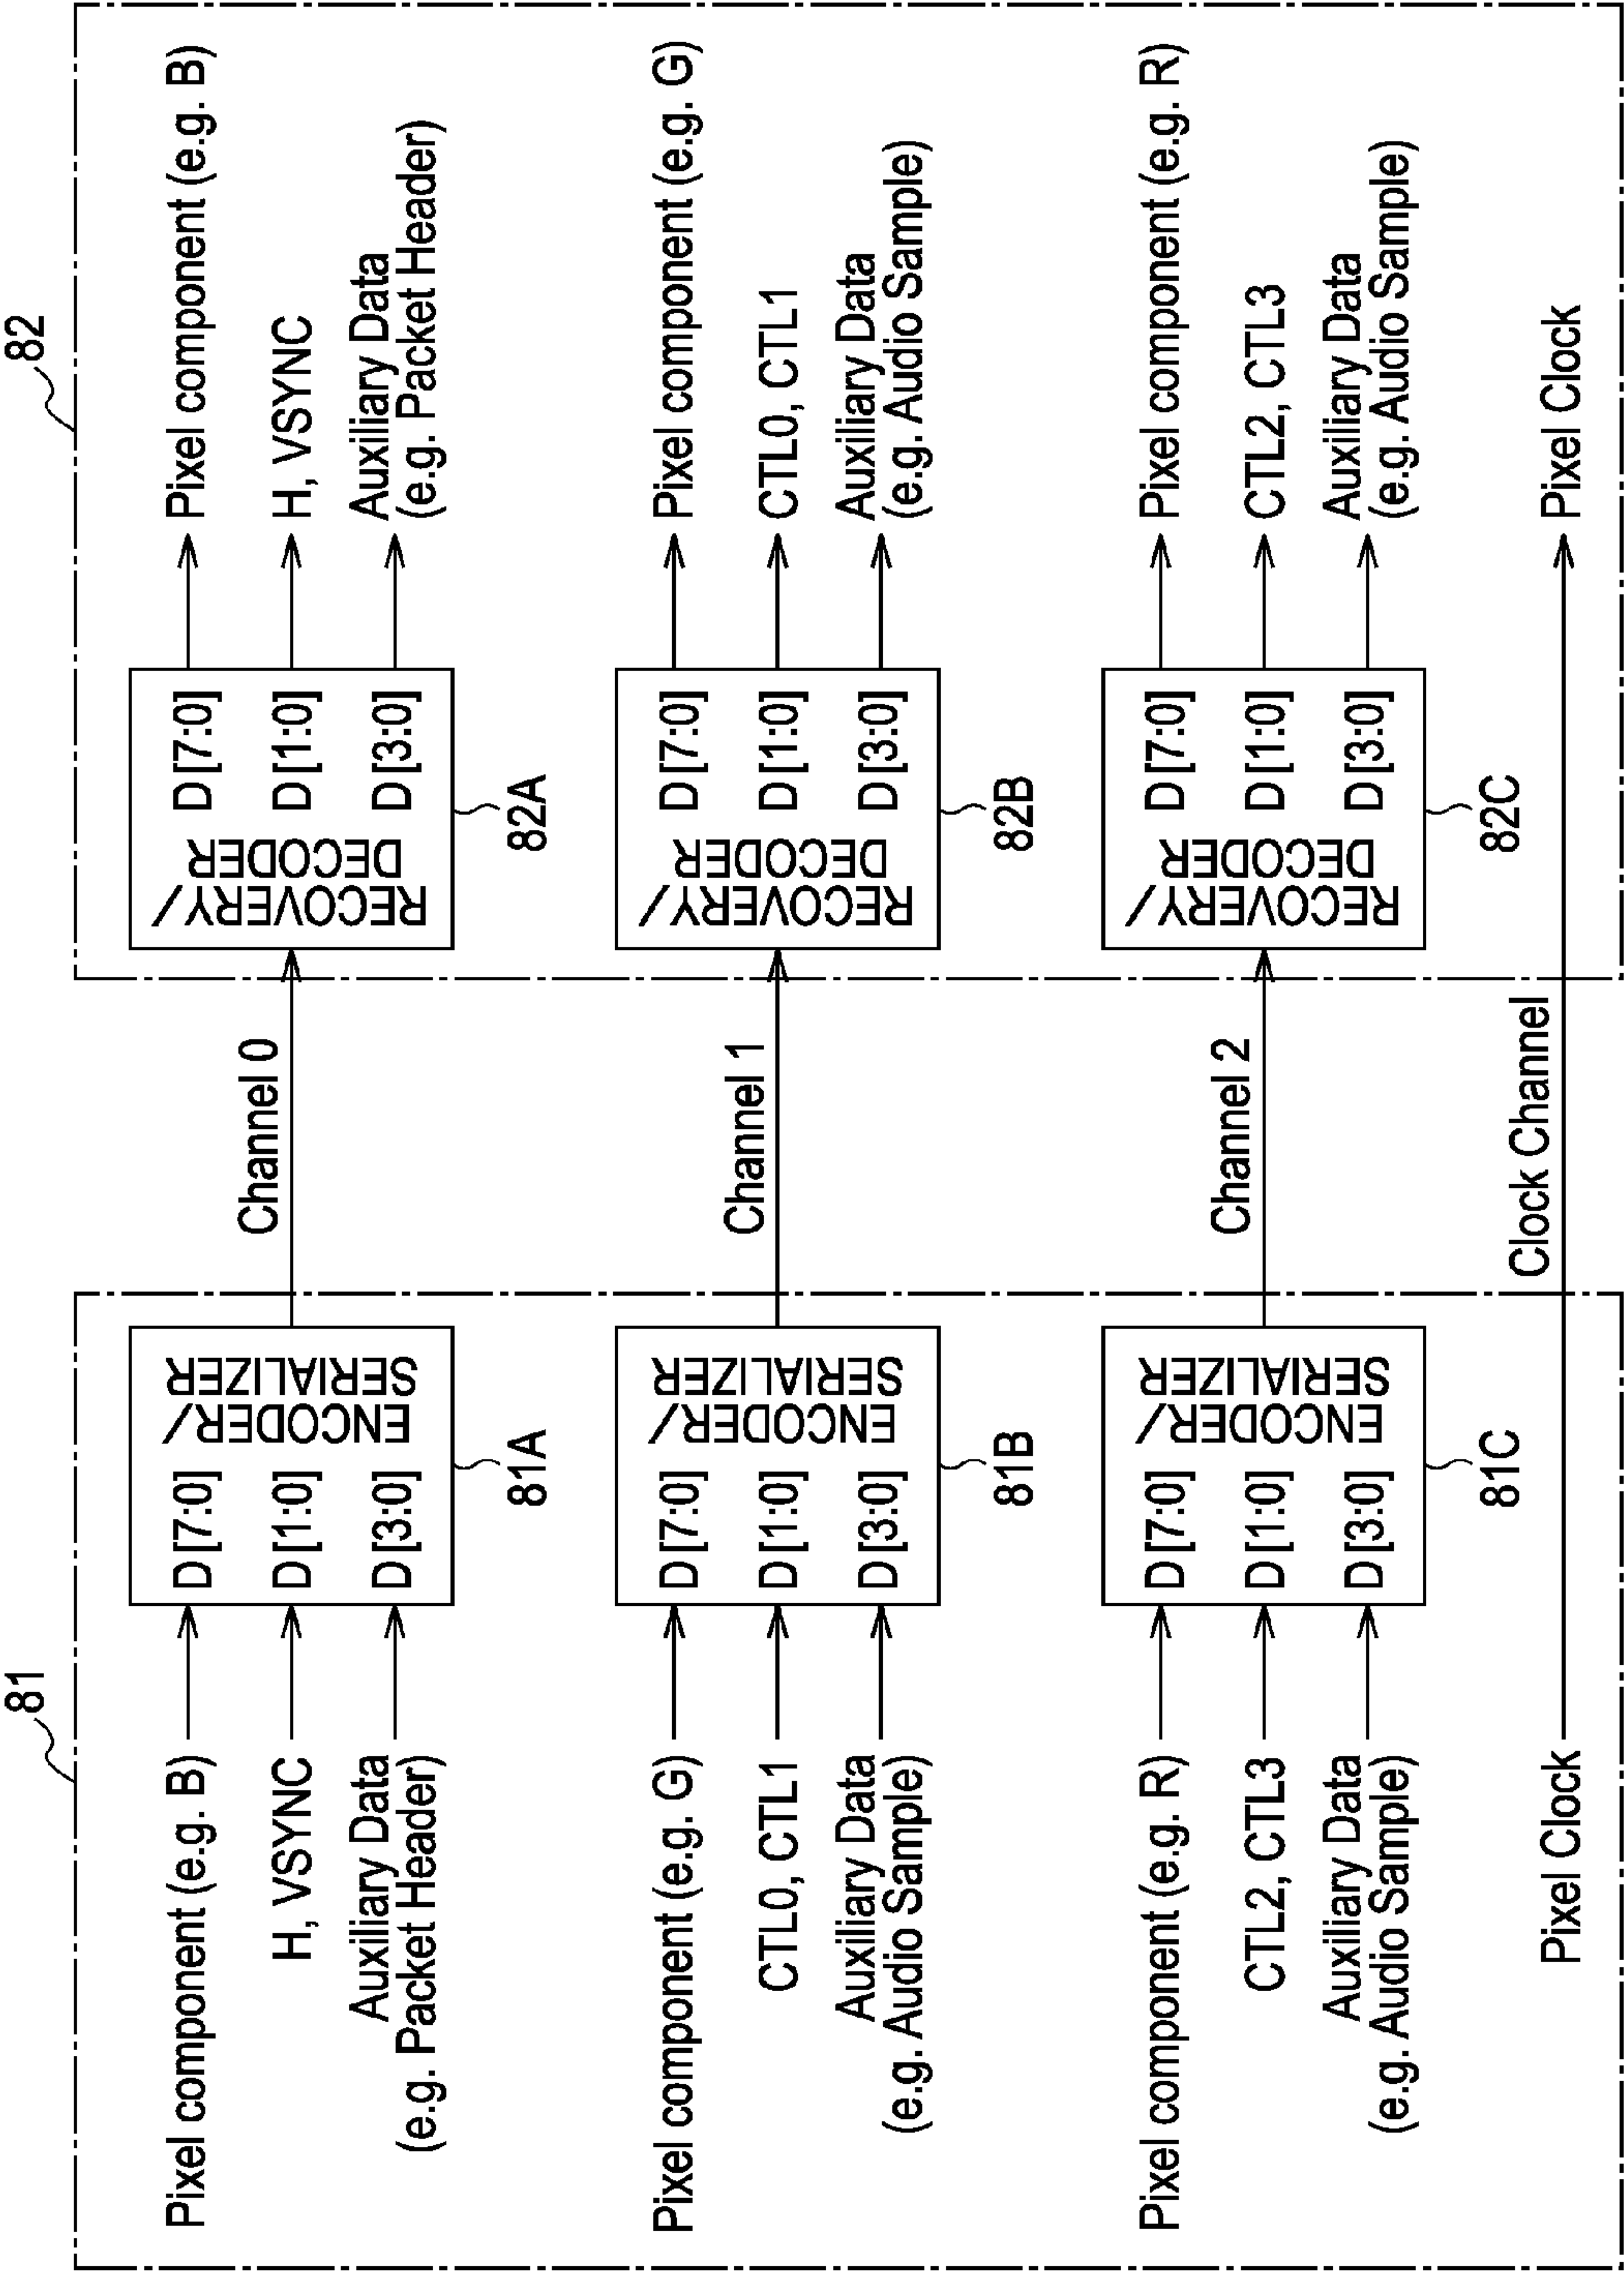 81
82
Pixel component (e.g. B)
H, VSYNC
Auxiliary Data
(e.g. Packet Header)
D [7:0]
D [1:0]
D [3:0]
ENCODER/
SERIALIZER
81A
Channel 0
RECOVERY/
DECODER
D [7:0]
D [1:0]
D [3:0]
82A
Pixel component (e.g. B)
H, VSYNC
Auxiliary Data
(e.g. Packet Header)
Pixel component (e.g. G)
CTL0, CTL1
Auxiliary Data
(e.g. Audio Sample)
D [7:0]
D [1:0]
D [3:0]
ENCODER/
SERIALIZER
81B
Channel 1
RECOVERY/
DECODER
D [7:0]
D [1:0]
D [3:0]
82B
Pixel component (e.g. G)
CTL0, CTL1
Auxiliary Data
(e.g. Audio Sample)
Pixel component (e.g. R)
CTL2, CTL3
Auxiliary Data
(e.g. Audio Sample)
D [7:0]
D [1:0]
D [3:0]
ENCODER/
SERIALIZER
81C
Channel 2
RECOVERY/
DECODER
D [7:0]
D [1:0]
D [3:0]
82C
Pixel component (e.g. R)
CTL2, CTL3
Auxiliary Data
(e.g. Audio Sample)
Pixel Clock
Clock Channel
Pixel Clock